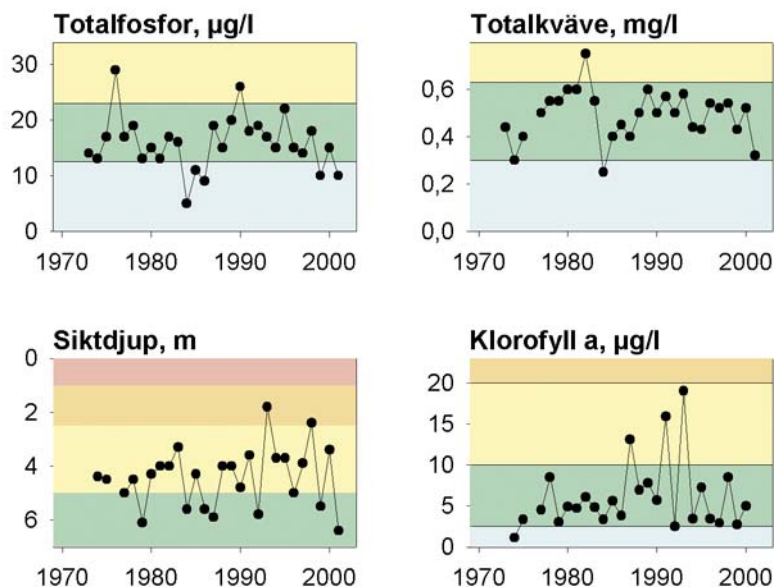 Totalfosfor, µg/l
30
20
10
0
1970 1980 1990 2000
Totalkväve, mg/l
0,6
0,4
0,2
0,0
1970 1980 1990 2000
Siktdjup, m
0
2
4
6
1970 1980 1990 2000
Klorofyll a, µg/l
20
15
10
5
0
1970 1980 1990 2000